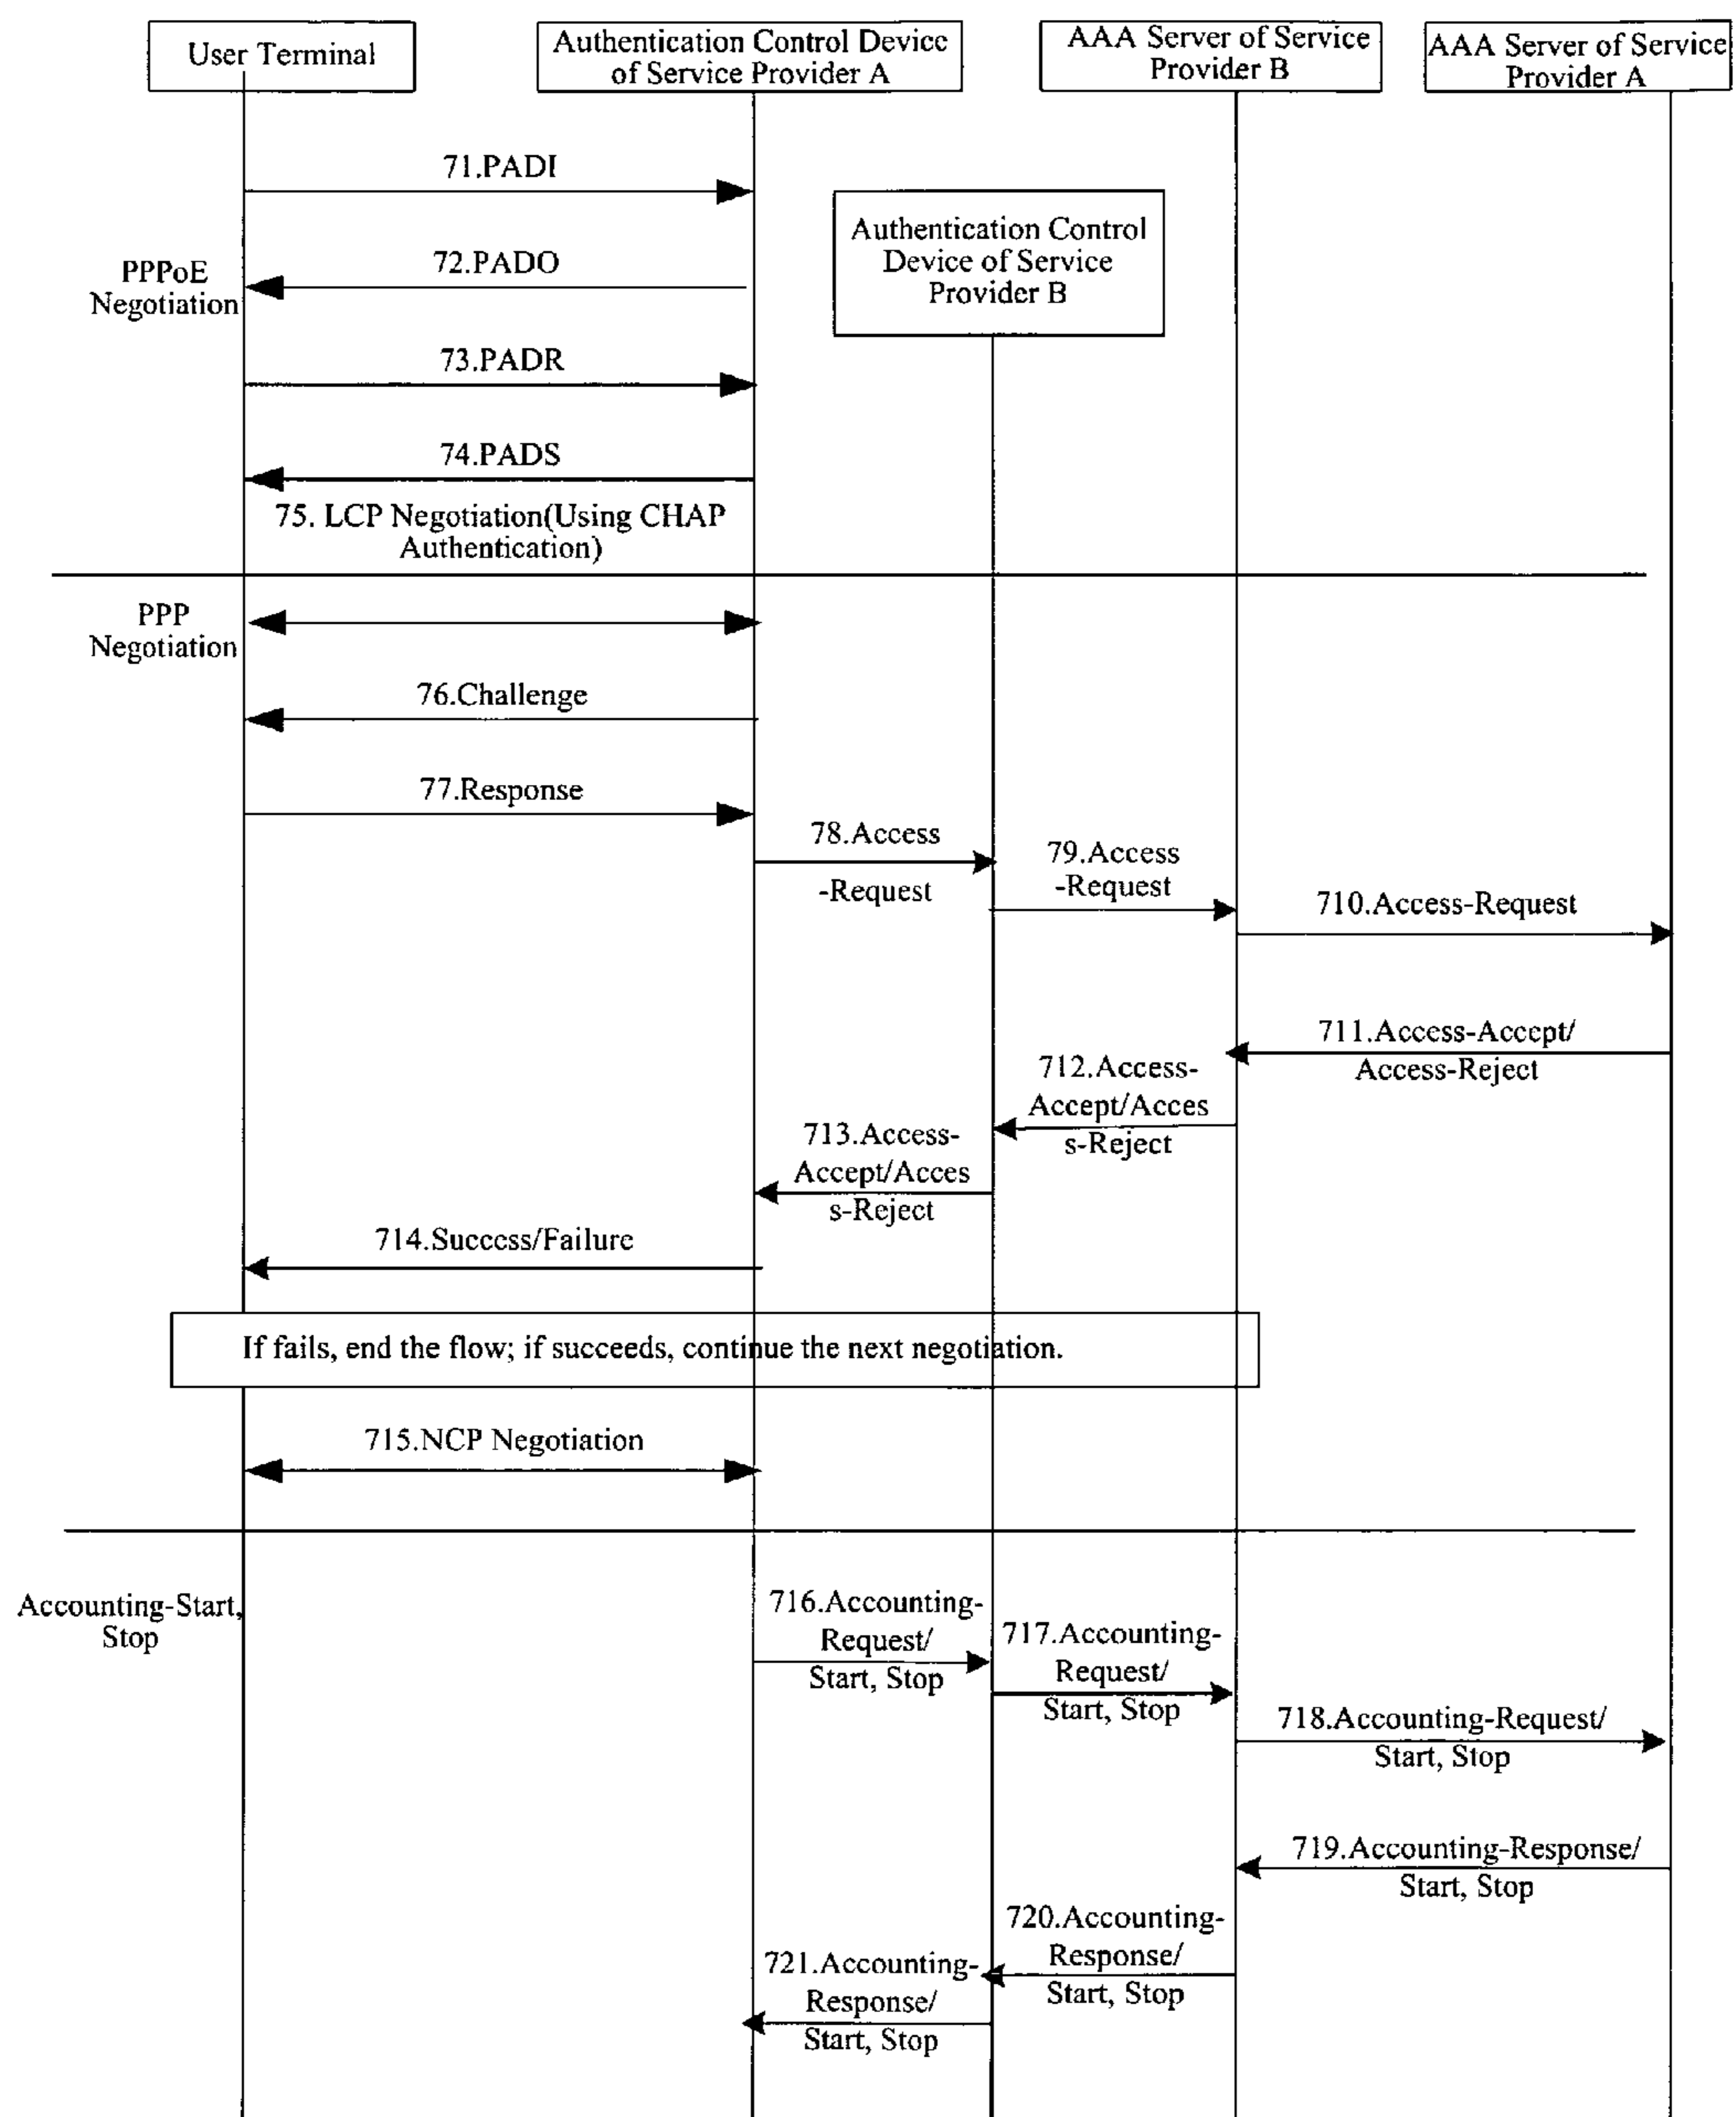 User Terminal
Authentication Control Device
of Service Provider A
AAA Server of Service
Provider B
AAA Server of Service
Provider A
71.PADI
Authentication Control
Device of Service
Provider B
PPPoE
Negotiation
72.PADO
73.PADR
74.PADS
75. LCP Negotiation(Using CHAP
Authentication)
PPP
Negotiation
76.Challenge
77.Response
78.Access
-Request
79.Access
-Request
710.Access-Request
711.Access-Accept/
Access-Reject
712.Access-
Accept/Acces
s-Reject
713.Access-
Accept/Acces
s-Reject
714.Success/Failure
If fails, end the flow; if succeeds, continue the next negotiation.
715.NCP Negotiation
Accounting-Start,
Stop
716.Accounting-
Request/
Start, Stop
717.Accounting-
Request/
Start, Stop
718.Accounting-Request/
Start, Stop
719.Accounting-Response/
Start, Stop
720.Accounting-
Response/
Start, Stop
721.Accounting-
Response/
Start, Stop